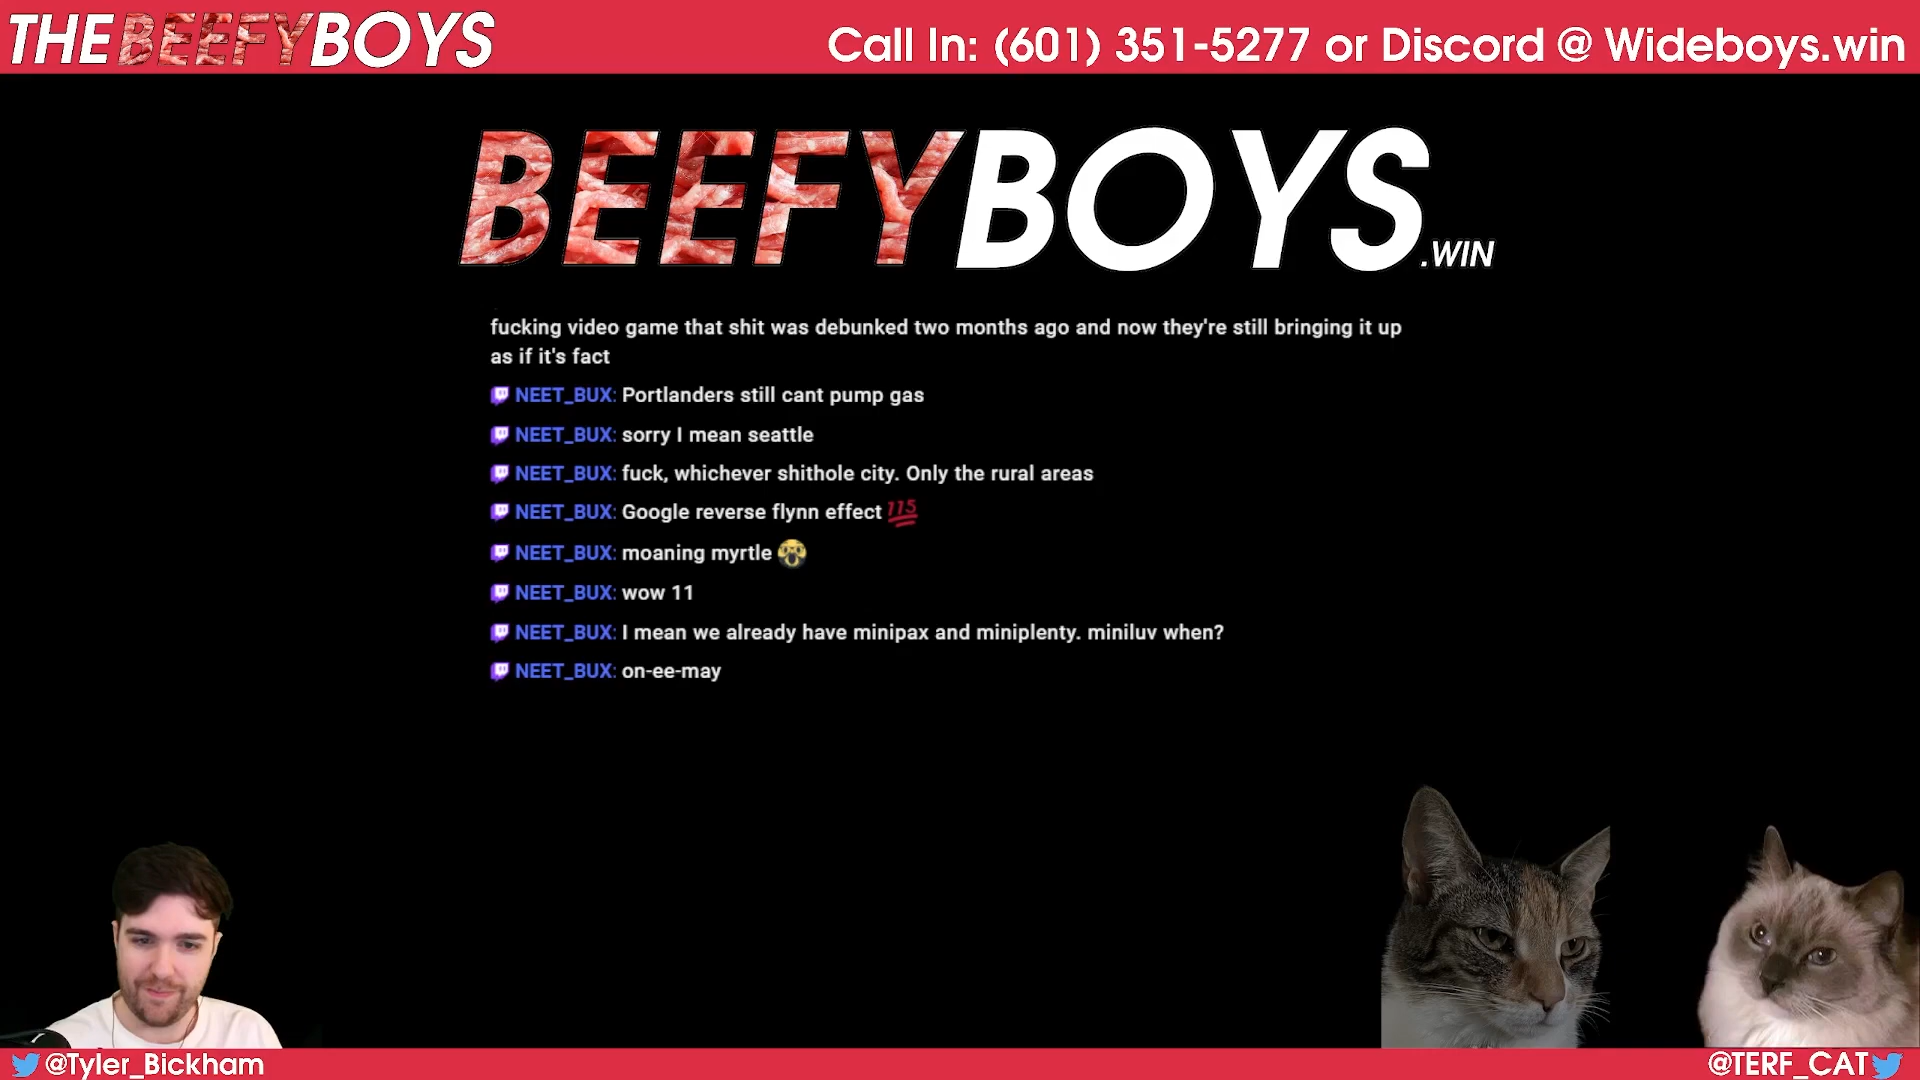 THEBEEFYBOYS
Call In: (601) 351-5277 or Discord @ Wideboys.win
BEEFYBOYS.WIN
fucking video game that shit was debunked two months ago and now they're still bringing it up
as if it's fact
NEET_BUX: Portlanders still cant pump gas
NEET_BUX: sorry I mean seattle
NEET_BUX: fuck, whichever shithole city. Only the rural areas
NEET_BUX: Google reverse flynn effect 115
NEET_BUX: moaning myrtle
NEET_BUX: wow 11
NEET_BUX: I mean we already have minipax and miniplenty. miniluv when?
NEET_BUX: on-ee-may
@Tyler_Bickham
@TERF_CAT